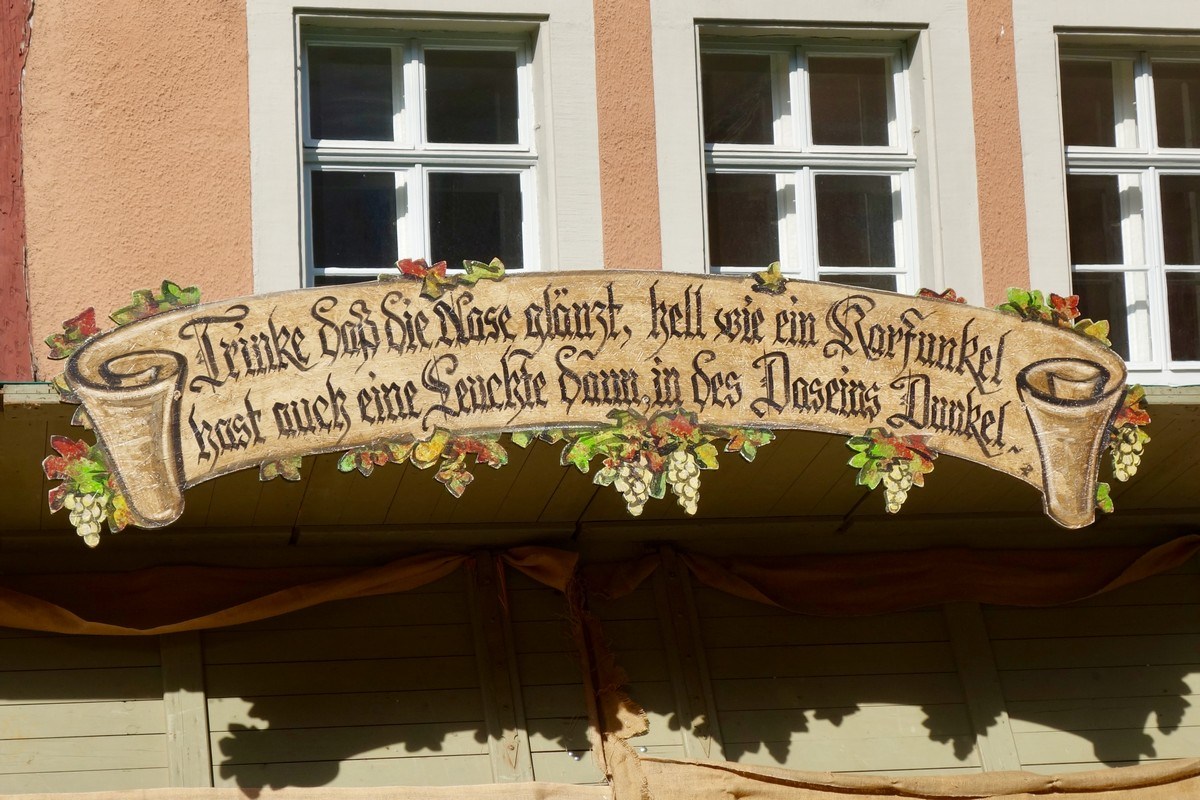 Trinke daß die Nase glänzt, hell wie ein Karfunkel
hast auch eine Leuchte dann, in des Daseins Dunkel.~